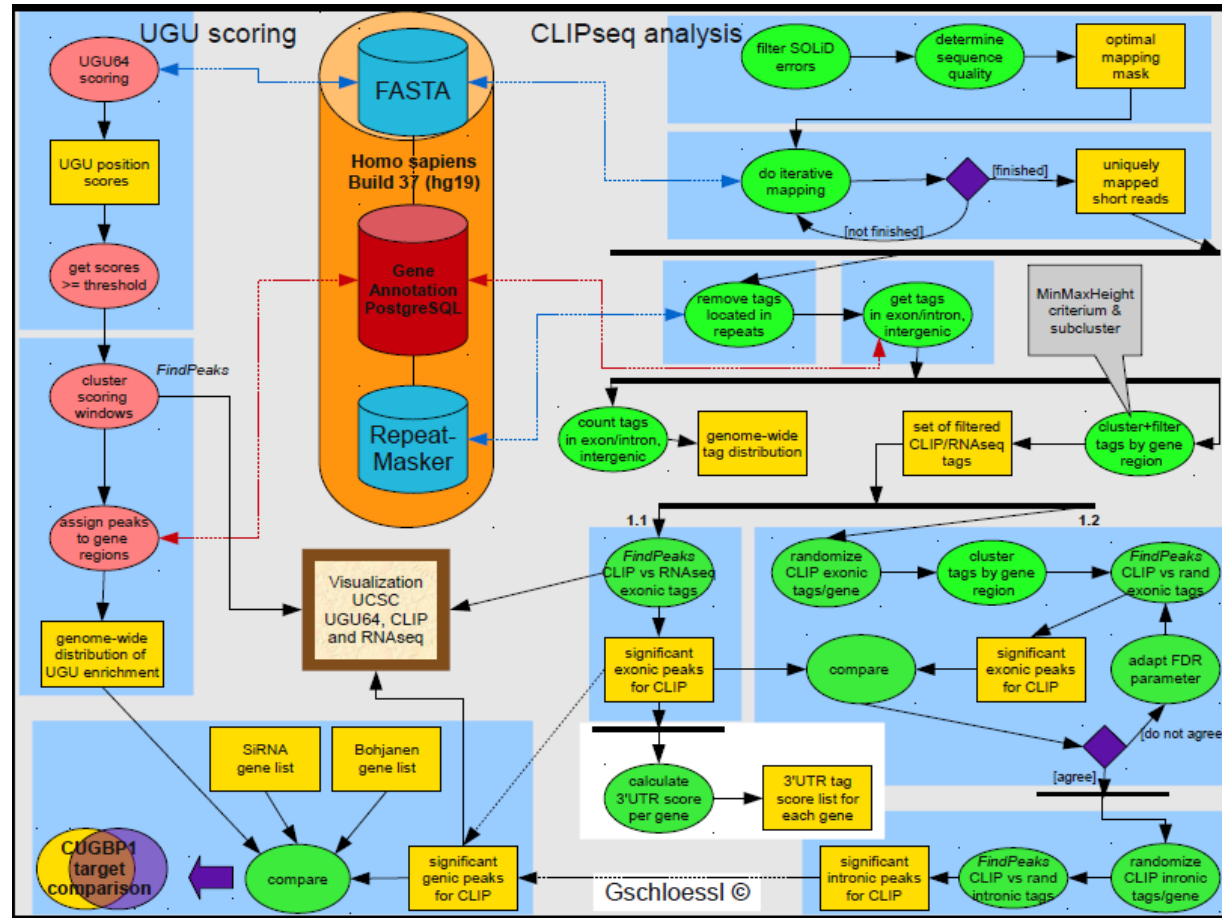 UGU scoring
CLIPseq analysis
UGU64
scoring
UGU position
scores
get scores
>= threshold
FindPeaks
cluster
scoring
windows
assign peaks
to gene
regions
genome-wide
distribution of
UGU enrichment
FASTA
Homo sapiens
Build 37 (hg19)
Gene
Annotation
PostgreSQL
Repeat-
Masker
filter SOLiD
errors
determine
sequence
quality
optimal
mapping
mask
do iterative
mapping
[finished]
[not finished]
uniquely
mapped
short reads
remove tags
located in
repeats
get tags
in exon/intron,
intergenic
MinMaxHeight
criterium &
subcluster
count tags
in exon/intron,
intergenic
genome-wide
tag distribution
set of filtered
CLIP/RNAseq
tags
cluster+filter
tags by gene
region
1.1
1.2
FindPeaks
CLIP vs RNAseq
exonic tags
randomize
CLIP exonic
tags/gene
cluster
tags by gene
region
FindPeaks
CLIP vs rand
exonic tags
Visualization
UCSC
UGU64, CLIP
and RNAseq
significant
exonic peaks
for CLIP
compare
significant
exonic peaks
for CLIP
adapt FDR
parameter
[do not agree]
[agree]
calculate
3'UTR score
per gene
3'UTR tag
score list for
each gene
SiRNA
gene list
Bohjanen
gene list
CUGBP1
target
comparison
compare
significant
genic peaks
for CLIP
Gschloessl ©
significant
intronic peaks
for CLIP
FindPeaks
CLIP vs rand
intronic tags
randomize
CLIP inronic
tags/gene